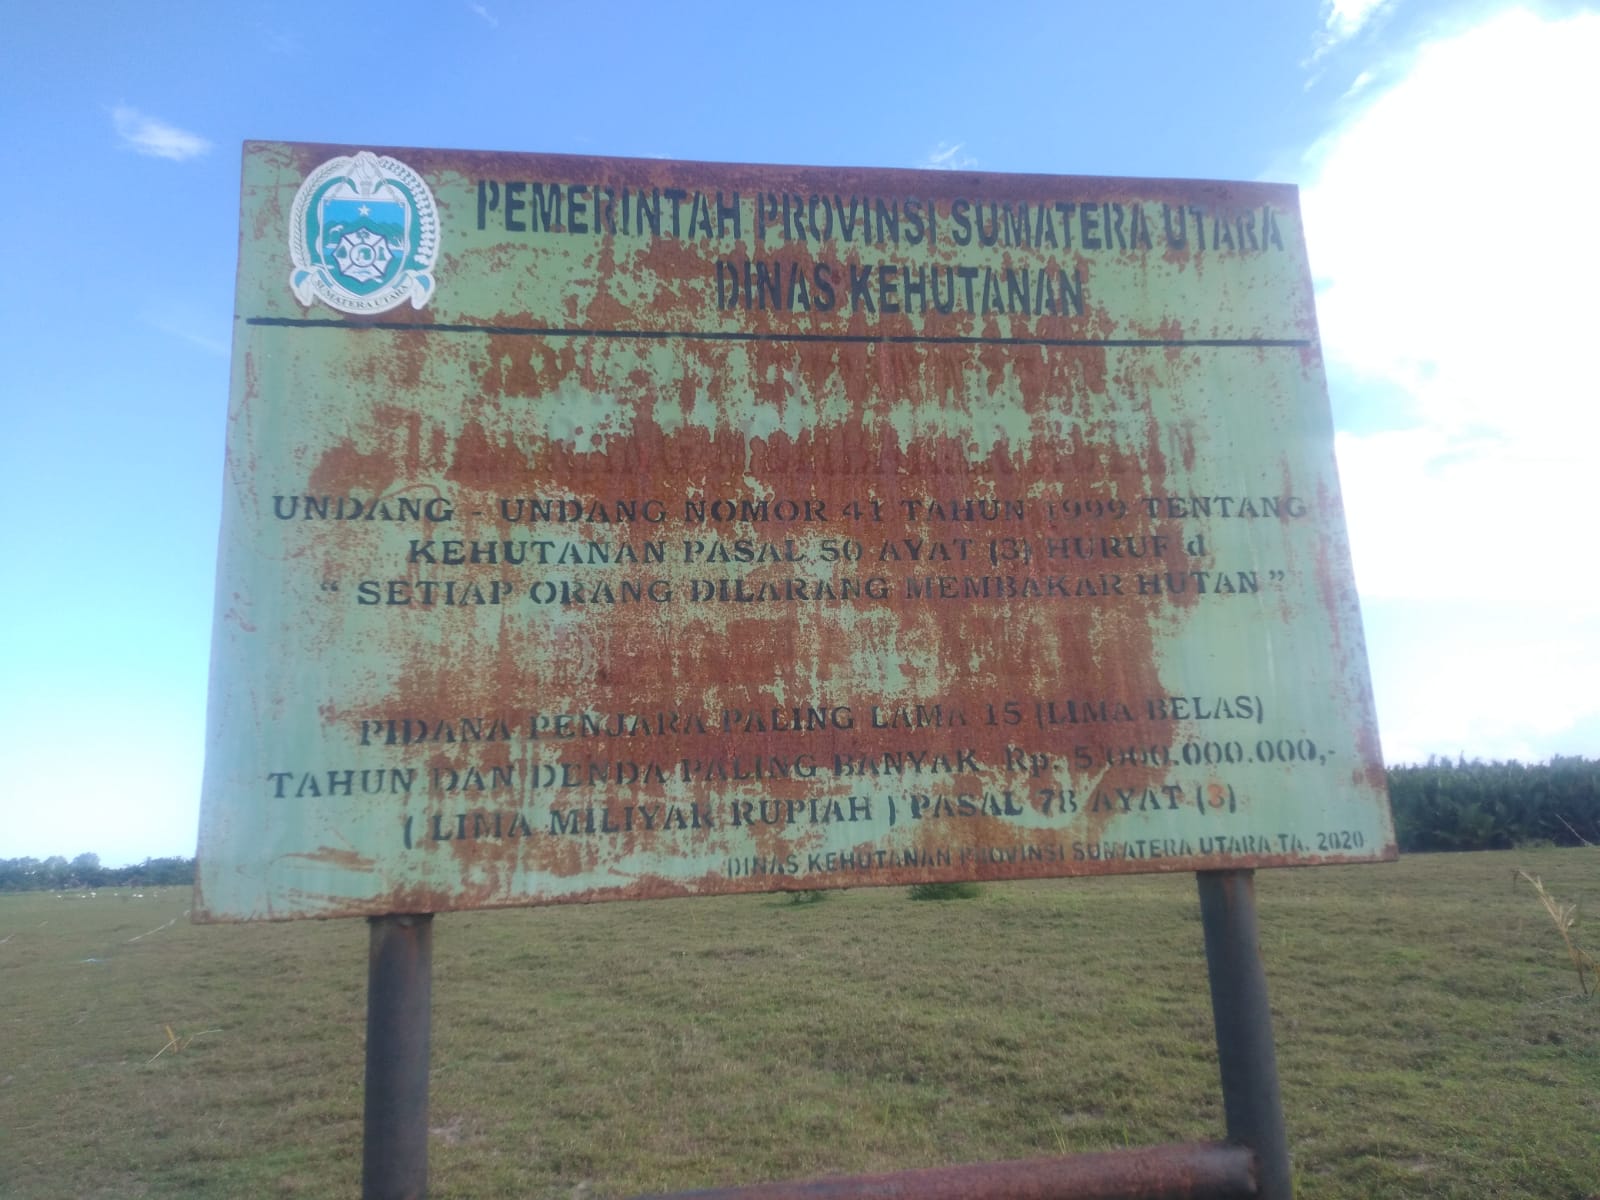 PEMERINTAH PROVINSI SUMATERA UTARA
DINAS KEHUTANAN
SUMATERA UTARA
UNDANG - UNDANG NOMOR 41 TAHUN 1999 TENTANG
KEHUTANAN PASAL 50 AYAT (3) HURUF d
“ SETIAP ORANG DILARANG MEMBAKAR HUTAN ”
PIDANA PENJARA PALING LAMA 15 (LIMA BELAS)
TAHUN DAN DENDA PALING BANYAK Rp. 5.000.000.000,-
( LIMA MILIYAR RUPIAH ) PASAL 78 AYAT (3)
DINAS KEHUTANAN PROVINSI SUMATERA UTARA TA. 2020